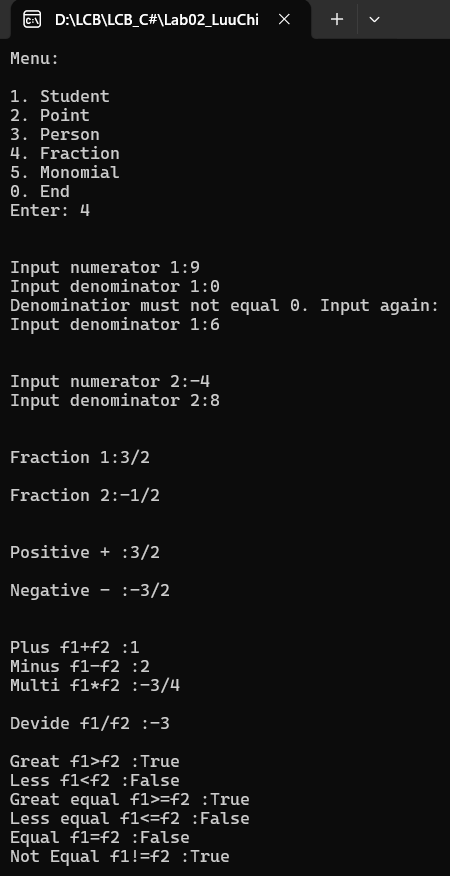 D:\LCB\LCB_C#\Lab02_LuuChi
Menu:
1. Student
2. Point
3. Person
4. Fraction
5. Monomial
0. End
Enter: 4
Input numerator 1:9
Input denominator 1:0
Denominatior must not equal 0. Input again:
Input denominator 1:6
Input numerator 2:-4
Input denominator 2:8
Fraction 1:3/2
Fraction 2:-1/2
Positive + :3/2
Negative - :-3/2
Plus f1+f2 :1
Minus f1-f2 :2
Multi f1*f2 :-3/4
Devide f1/f2 :-3
Great f1>f2 :True
Less f1<f2 :False
Great equal f1>=f2 :True
Less equal f1<=f2 :False
Equal f1=f2 :False
Not Equal f1!=f2 :True